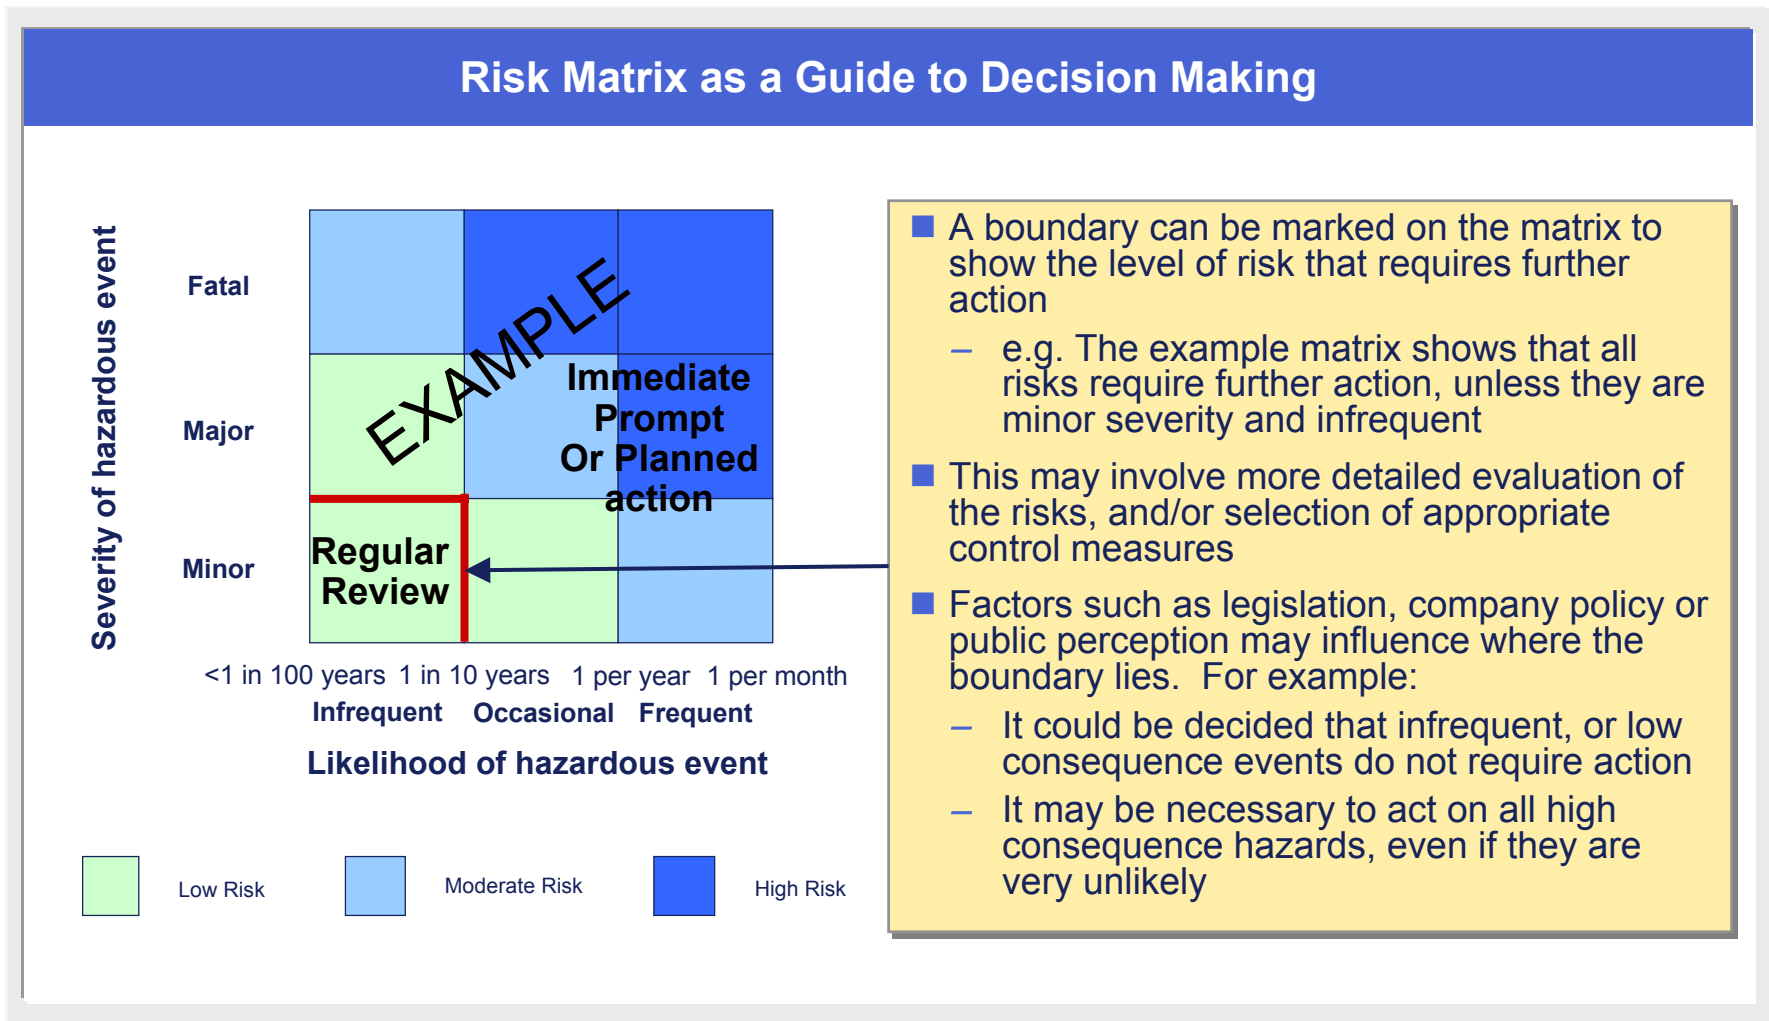 Risk Matrix as a Guide to Decision Making
Severity of hazardous event
Fatal
Major
Minor
EXAMPLE
Immediate
Prompt
Or Planned
action
Regular
Review
<1 in 100 years 1 in 10 years 1 per year 1 per month
Infrequent Occasional Frequent
Likelihood of hazardous event
Low Risk
Moderate Risk
High Risk
A boundary can be marked on the matrix to
show the level of risk that requires further
action
– e.g. The example matrix shows that all
risks require further action, unless they are
minor severity and infrequent
This may involve more detailed evaluation of
the risks, and/or selection of appropriate
control measures
Factors such as legislation, company policy or
public perception may influence where the
boundary lies. For example:
– It could be decided that infrequent, or low
consequence events do not require action
– It may be necessary to act on all high
consequence hazards, even if they are
very unlikely